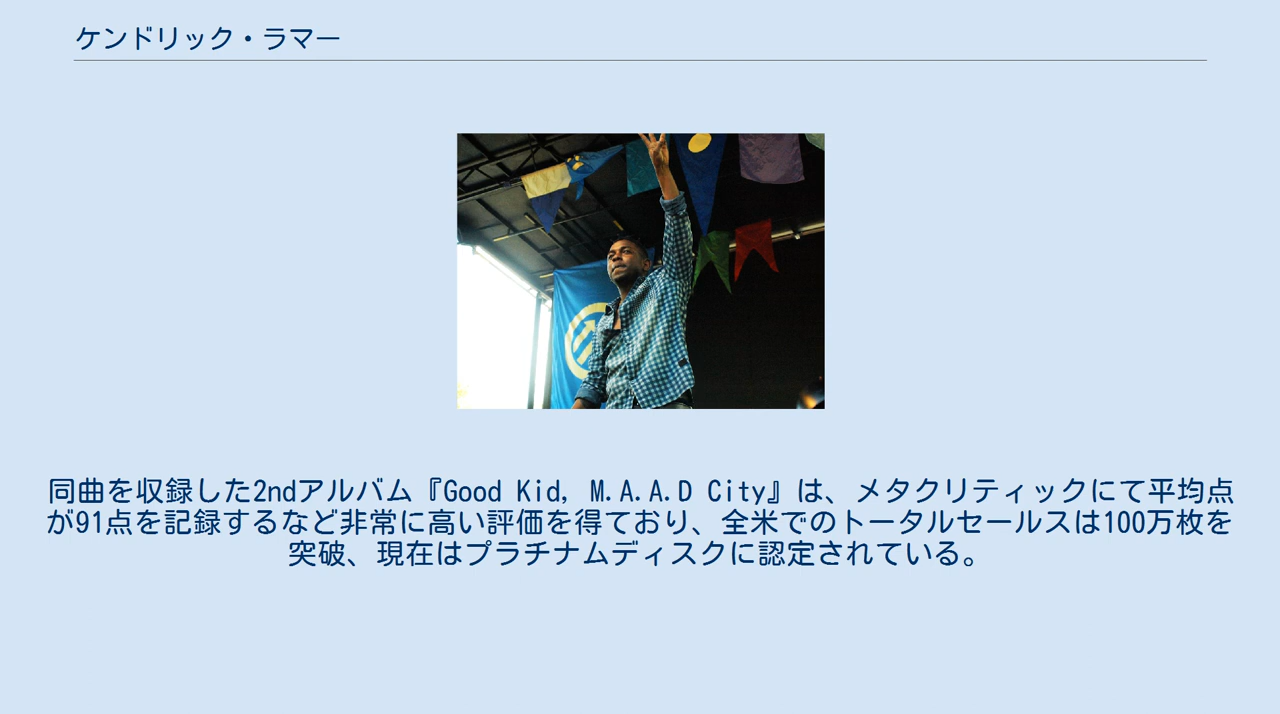 ケンドリック・ラマー
同曲を収録した2ndアルバム『Good Kid, M.A.A.D City』は、メタクリティックにて平均点
が91点を記録するなど非常に高い評価を得ており、全米でのトータルセールスは100万枚を
突破、現在はプラチナムディスクに認定されている。